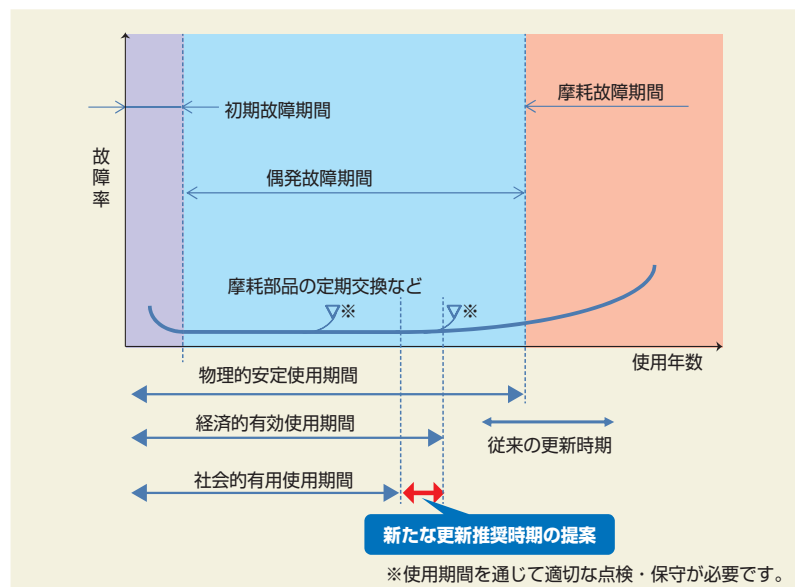 初期故障期間
摩耗故障期間
故障率
偶発故障期間
摩耗部品の定期交換など
※
※
使用年数
物理的安定使用期間
経済的有効使用期間
従来の更新時期
社会的有用使用期間
新たな更新推奨時期の提案
※使用期間を通じて適切な点検・保守が必要です。